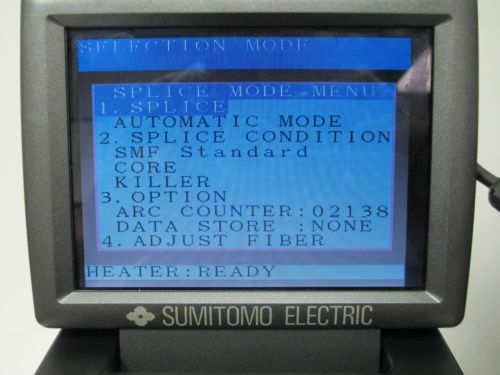 SELECTION MODE
SPLICE MODE MENU
1. SPLICE
AUTOMATIC MODE
2. SPLICE CONDITION
SMF Standard
CORE
KILLER
3. OPTION
ARC COUNTER:02138
DATA STORE :NONE
4. ADJUST FIBER
HEATER:READY
SUMITOMO ELECTRIC